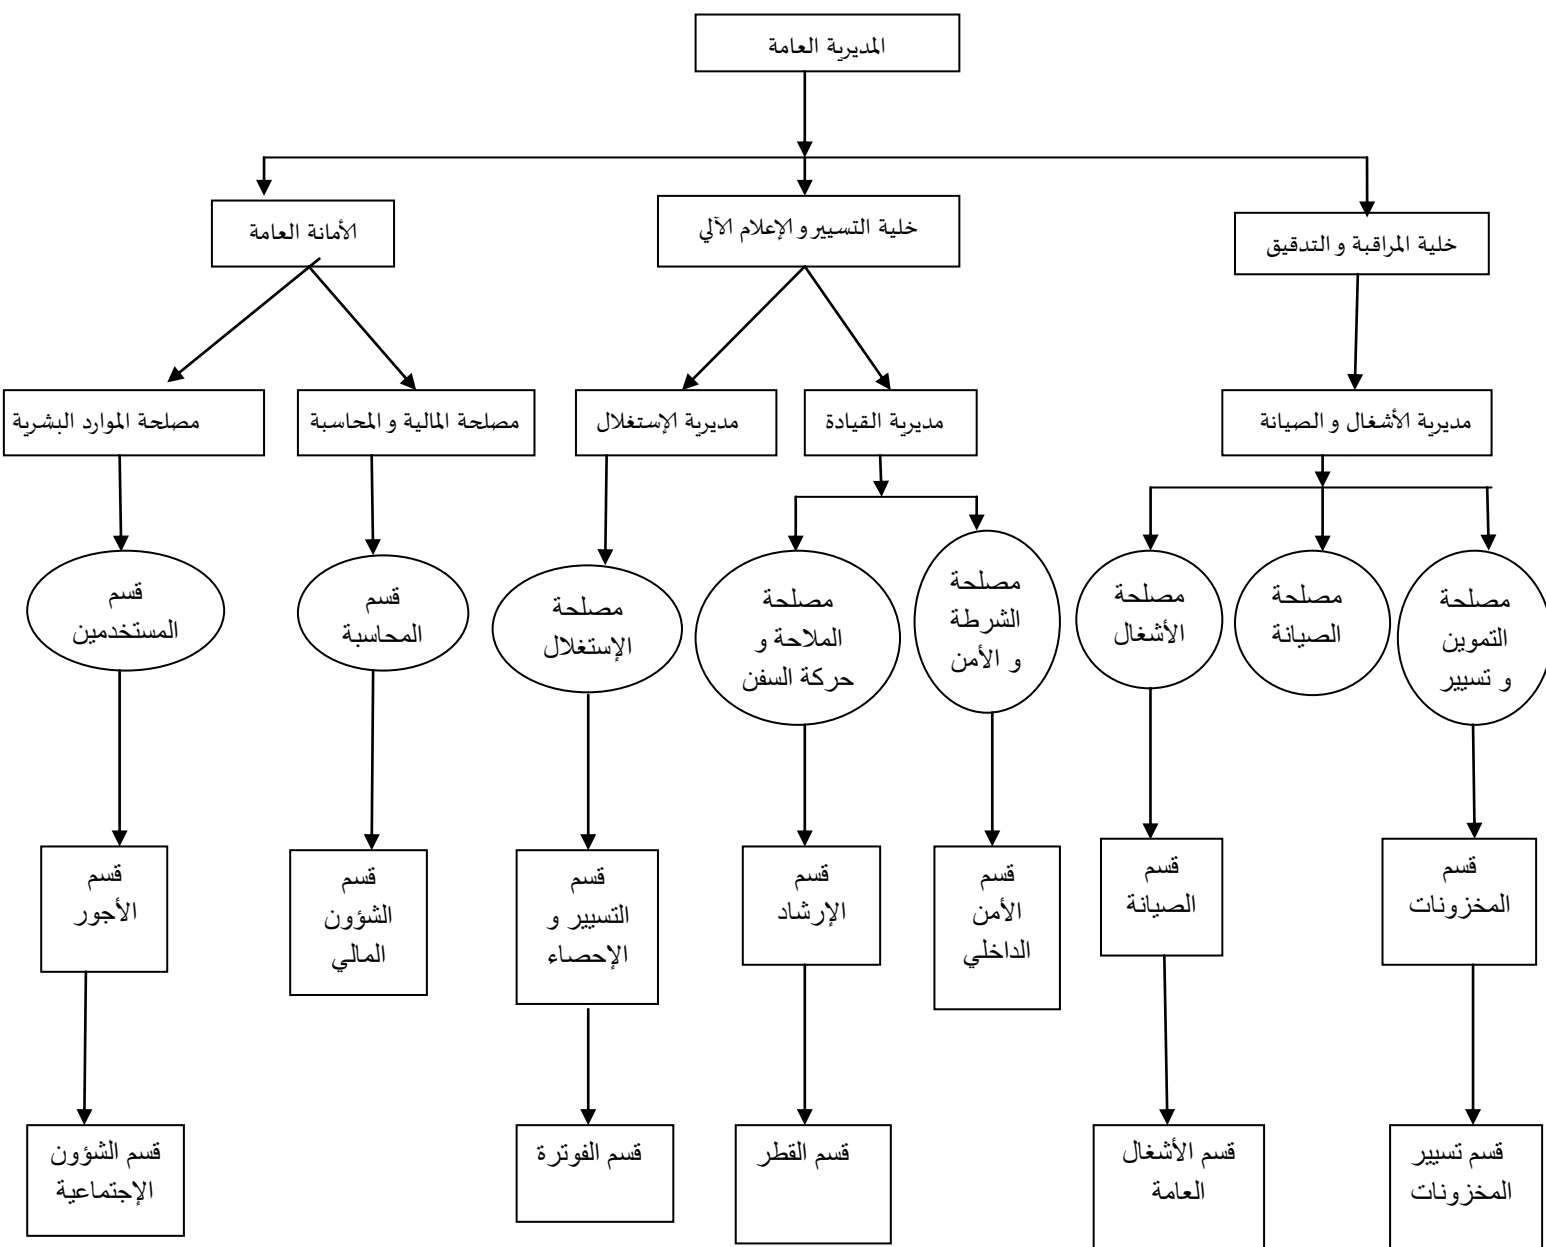 المديرية العامة
خلية المراقبة و التدقيق
خلية التسيير و الإعلام الآلي
الأمانة العامة
مديرية الأشغال و الصيانة
مديرية القيادة
مديرية الإستغلال
مصلحة المالية و المحاسبة
مصلحة الموارد البشرية
مصلحة
التموين
و تسيير
مصلحة
الصيانة
مصلحة
الأشغال
مصلحة
الشرطة
و الأمن
مصلحة
الملاحة و
حركة السفن
مصلحة
الإستغلال
قسم
المحاسبة
قسم
المستخدمين
قسم
المخزونات
قسم
الصيانة
قسم
الأمن
الداخلي
قسم
الإرشاد
قسم
التسيير و
الإحصاء
قسم
الشؤون
المالي
قسم
الأجور
قسم تسيير
المخزونات
قسم الأشغال
العامة
قسم القطر
قسم الفوترة
قسم الشؤون
الإجتماعية